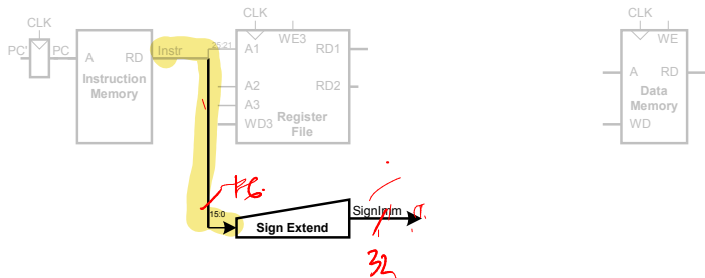 CLK
CLK
CLK
PC'
PC
A
RD
Instr
25:21
A1
WE3
RD1
WE
Instruction
Memory
A2
RD2
A
RD
A3
Data
Memory
WD3
Register
File
WD
16
15:0
Sign Extend
SignImm
32